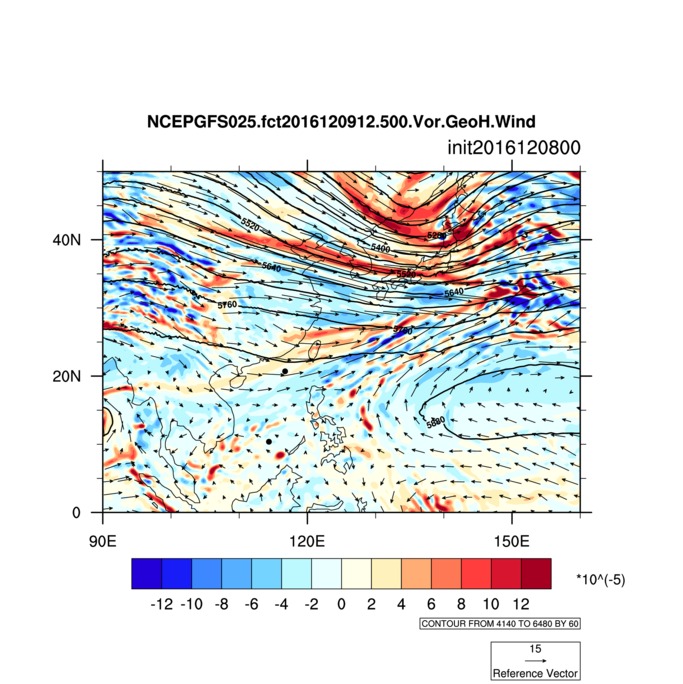 NCEPGFS025.fct2016120912.500.Vor.GeoH.Wind
init2016120800
40N
20N
0
90E 120E 150E
5520
5280
5400
5640
5520
5640
5760
5760
5880
-12 -10 -8 -6 -4 -2 0 2 4 6 8 10 12
*10^(-5)
CONTOUR FROM 4140 TO 6480 BY 60
15
Reference Vector